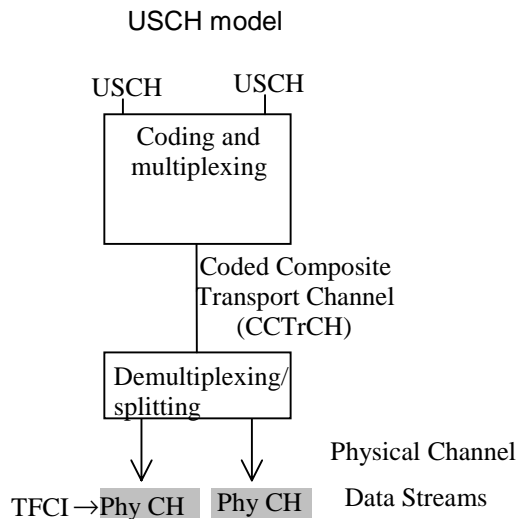 USCH model
USCH USCH
Coding and
multiplexing
Coded Composite
Transport Channel
(CCTrCH)
Demultiplexing/
splitting
Physical Channel
Data Streams
TFCI→Phy CH Phy CH